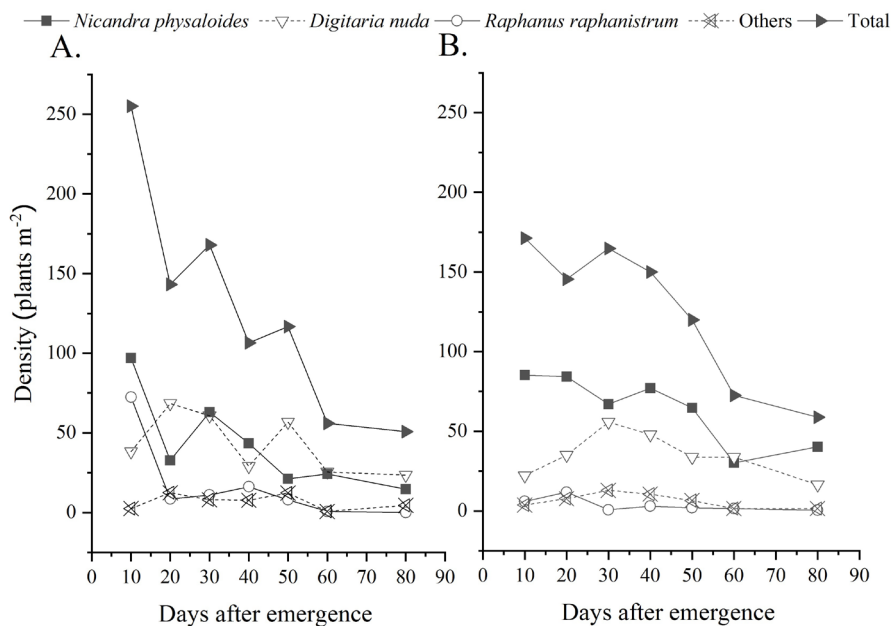 Nicandra physaloides Digitaria nuda Raphanus raphanistrum Others Total
A.
B.
Density (plants m-2)
250
200
150
100
50
0
0 10 20 30 40 50 60 70 80 90
Days after emergence
250
200
150
100
50
0
0 10 20 30 40 50 60 70 80 90
Days after emergence